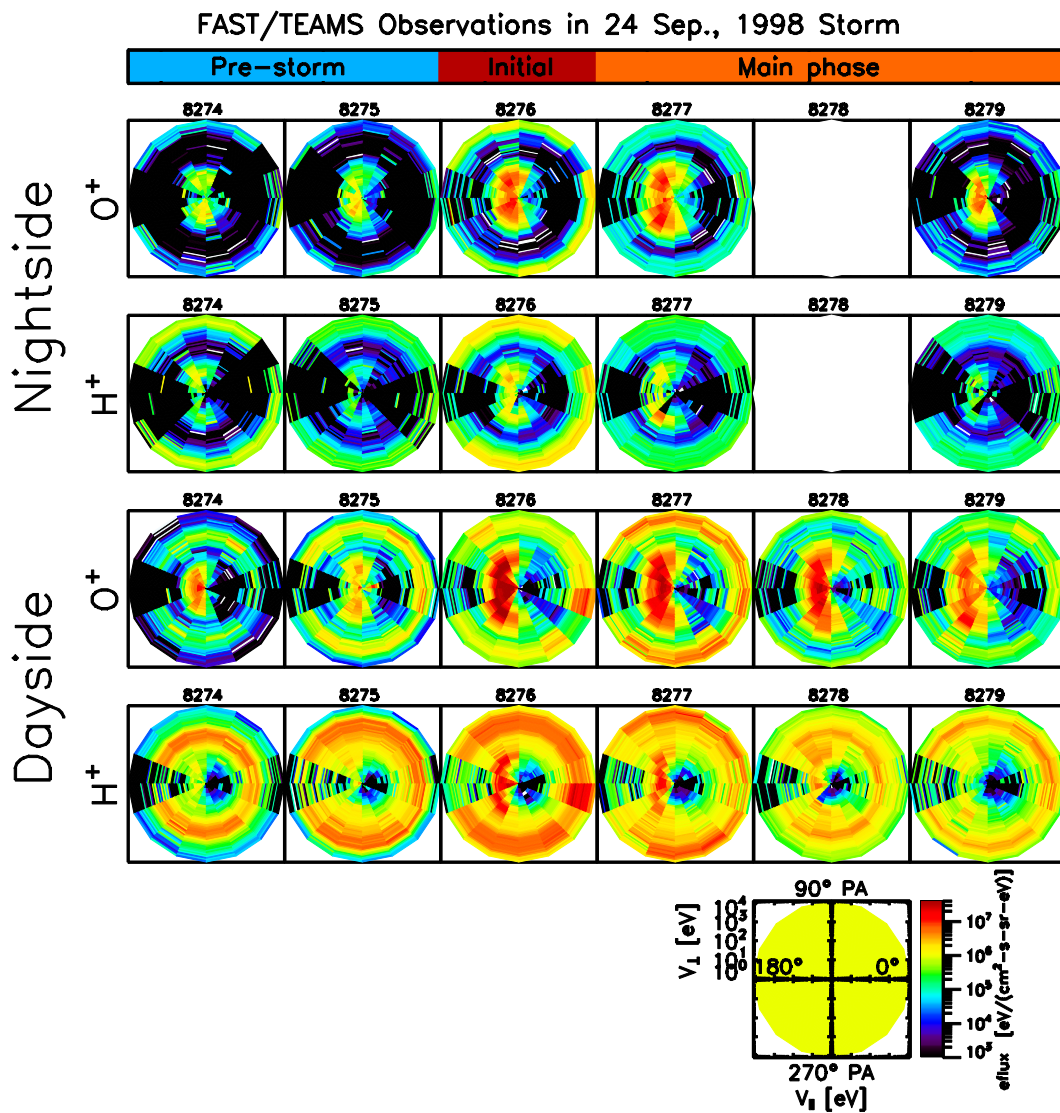 FAST/TEAMS Observations in 24 Sep., 1998 Storm
Pre-storm Initial Main phase
8274 8275 8276 8277 8278 8279
Nightside
O+
8274 8275 8276 8277 8278 8279
H+
8274 8275 8276 8277 8278 8279
Dayside
O+
8274 8275 8276 8277 8278 8279
H+
90° PA
V⊥ [eV]
10⁴
10³
10²
10¹
10⁰
180° 0°
270° PA
V∥ [eV]
10⁷
10⁶
10⁵
10⁴
10³
eflux [eV/(cm²-s-sr-eV)]